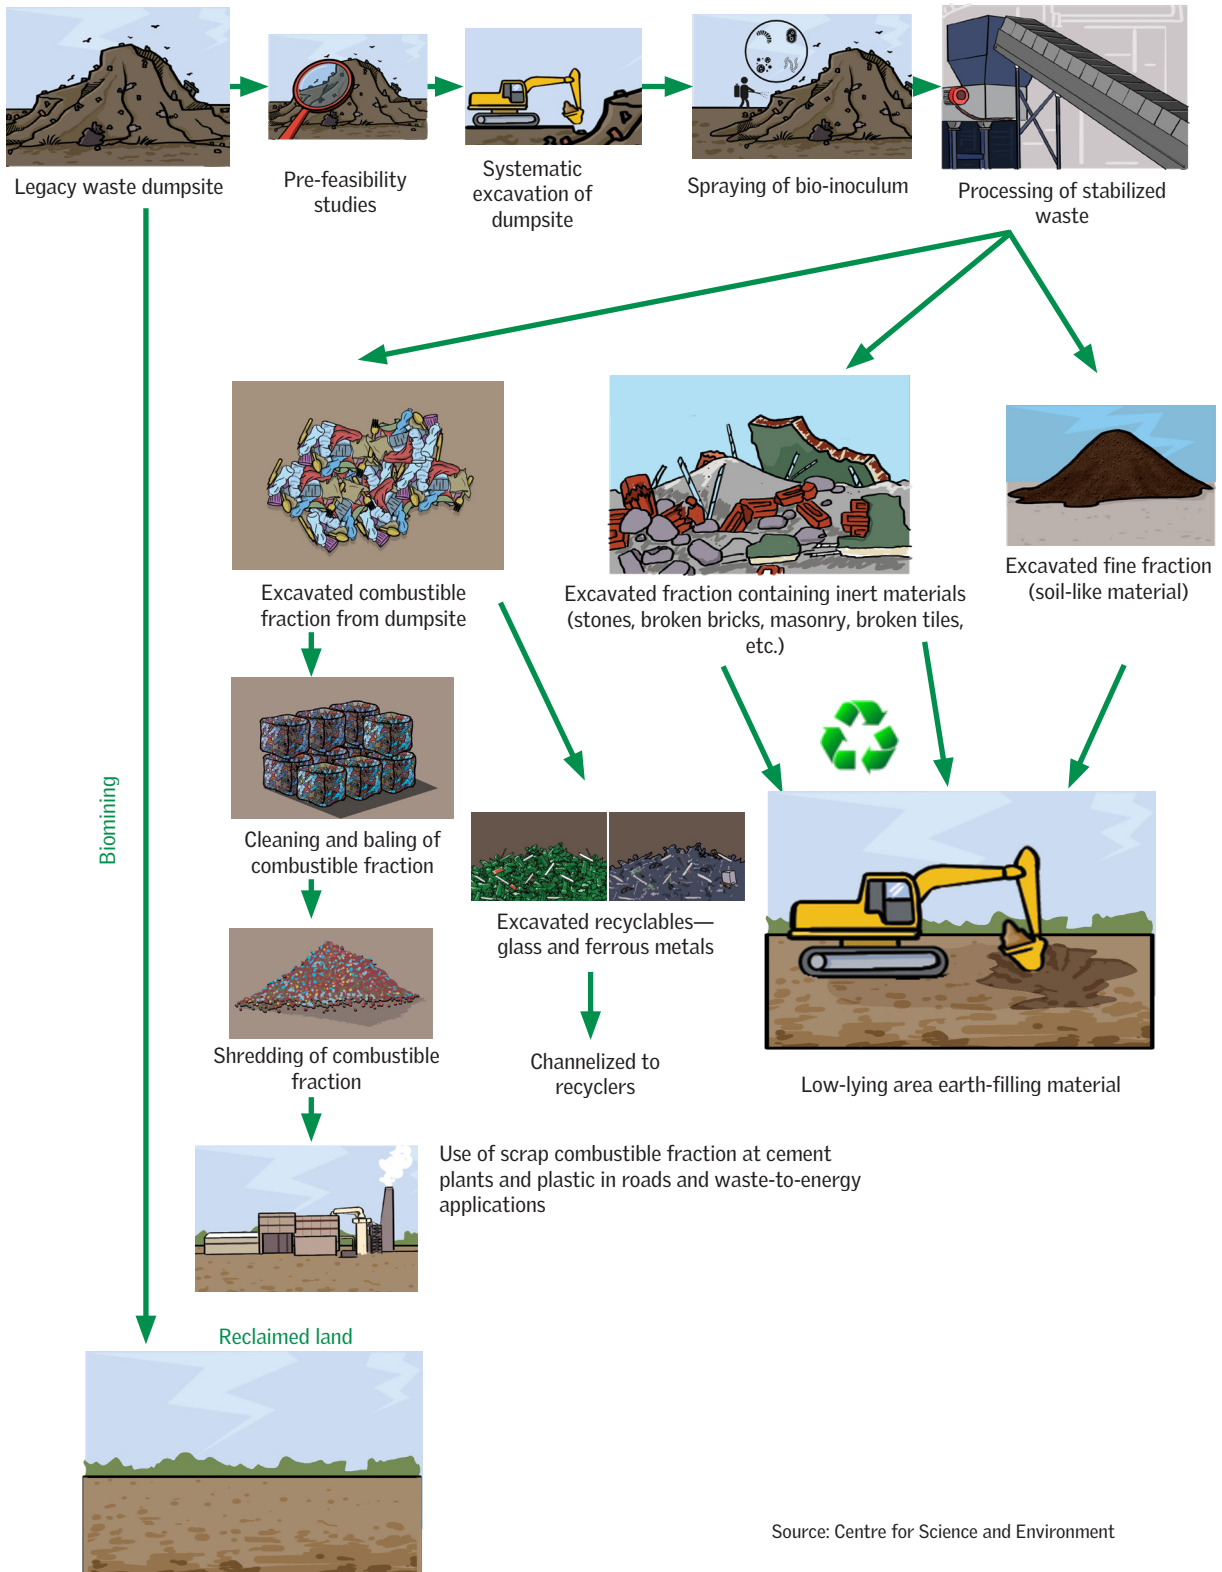 Legacy waste dumpsite
Pre-feasibility
studies
Systematic
excavation of
dumpsite
Spraying of bio-inoculum
Processing of stabilized
waste
Excavated combustible
fraction from dumpsite
Excavated fraction containing inert materials
(stones, broken bricks, masonry, broken tiles,
etc.)
Excavated fine fraction
(soil-like material)
Biomining
Cleaning and baling of
combustible fraction
Excavated recyclables—
glass and ferrous metals
Shredding of combustible
fraction
Channelized to
recyclers
Low-lying area earth-filling material
Use of scrap combustible fraction at cement
plants and plastic in roads and waste-to-energy
applications
Reclaimed land
Source: Centre for Science and Environment